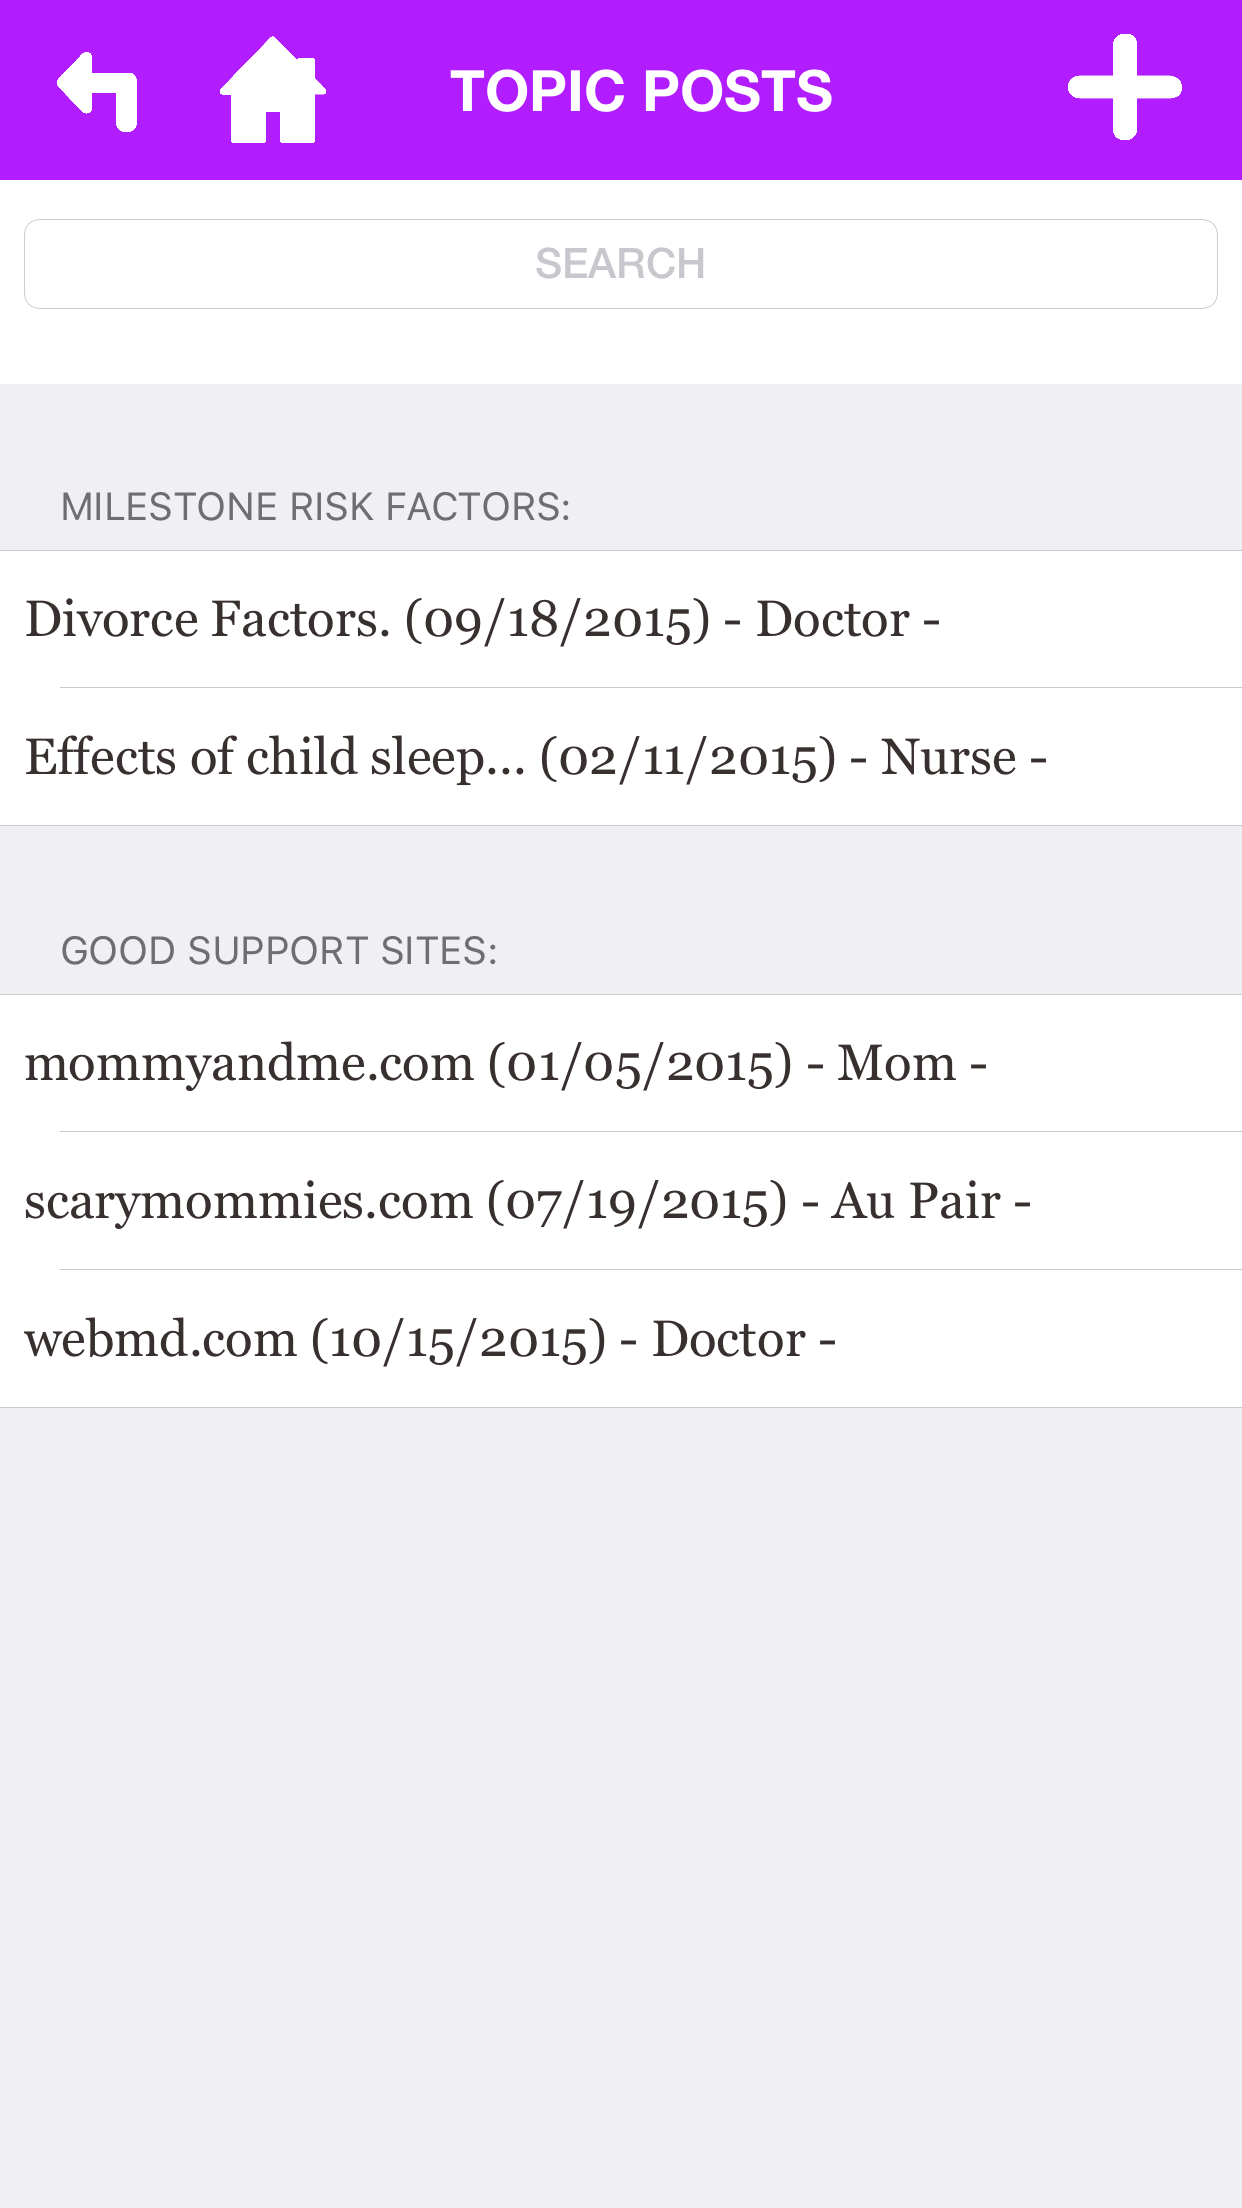 TOPIC POSTS
SEARCH
MILESTONE RISK FACTORS:
Divorce Factors. (09/18/2015) - Doctor -
Effects of child sleep... (02/11/2015) - Nurse -
GOOD SUPPORT SITES:
mommyandme.com (01/05/2015) - Mom -
scarymommies.com (07/19/2015) - Au Pair -
webmd.com (10/15/2015) - Doctor -